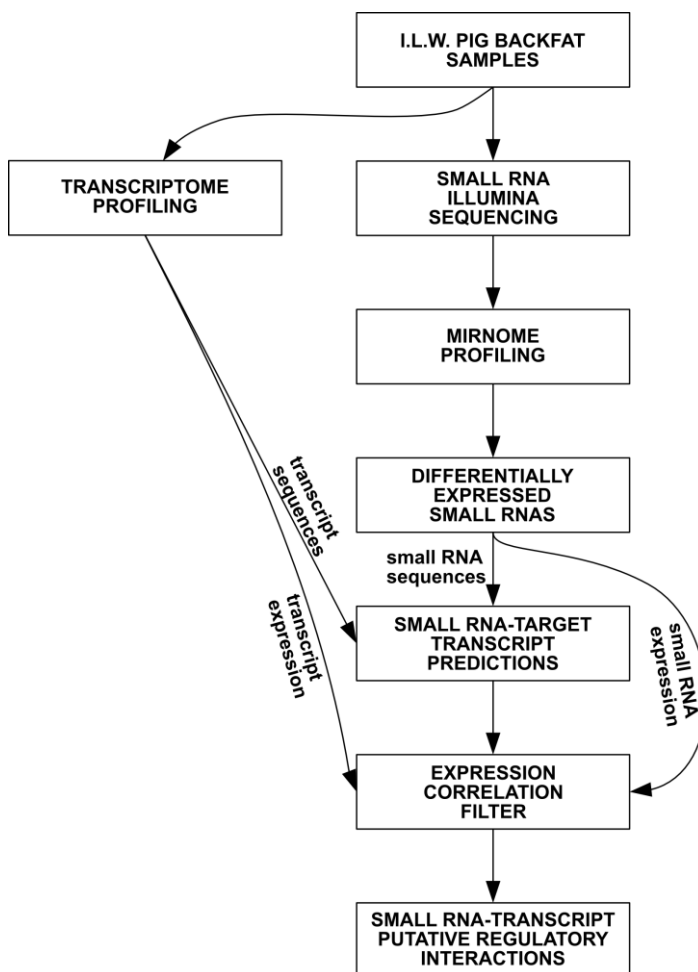 I.L.W. PIG BACKFAT
SAMPLES
TRANSCRIPTOME
PROFILING
SMALL RNA
ILLUMINA
SEQUENCING
MIRNOME
PROFILING
DIFFERENTIALLY
EXPRESSED
SMALL RNAS
transcript
sequences
small RNA
sequences
transcript
expression
small RNA
expression
SMALL RNA-TARGET
TRANSCRIPT
PREDICTIONS
EXPRESSION
CORRELATION
FILTER
SMALL RNA-TRANSCRIPT
PUTATIVE REGULATORY
INTERACTIONS